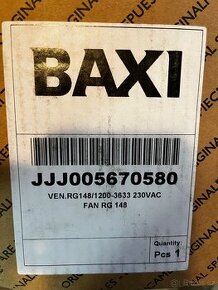 BAXI
JJJ005670580
VEN.RG148/1200-3633 230VAC
FAN RG 148
Quantity:
Pcs 1